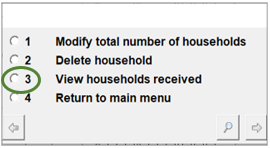 1 Modify total number of households
2 Delete household
3 View households received
4 Return to main menu